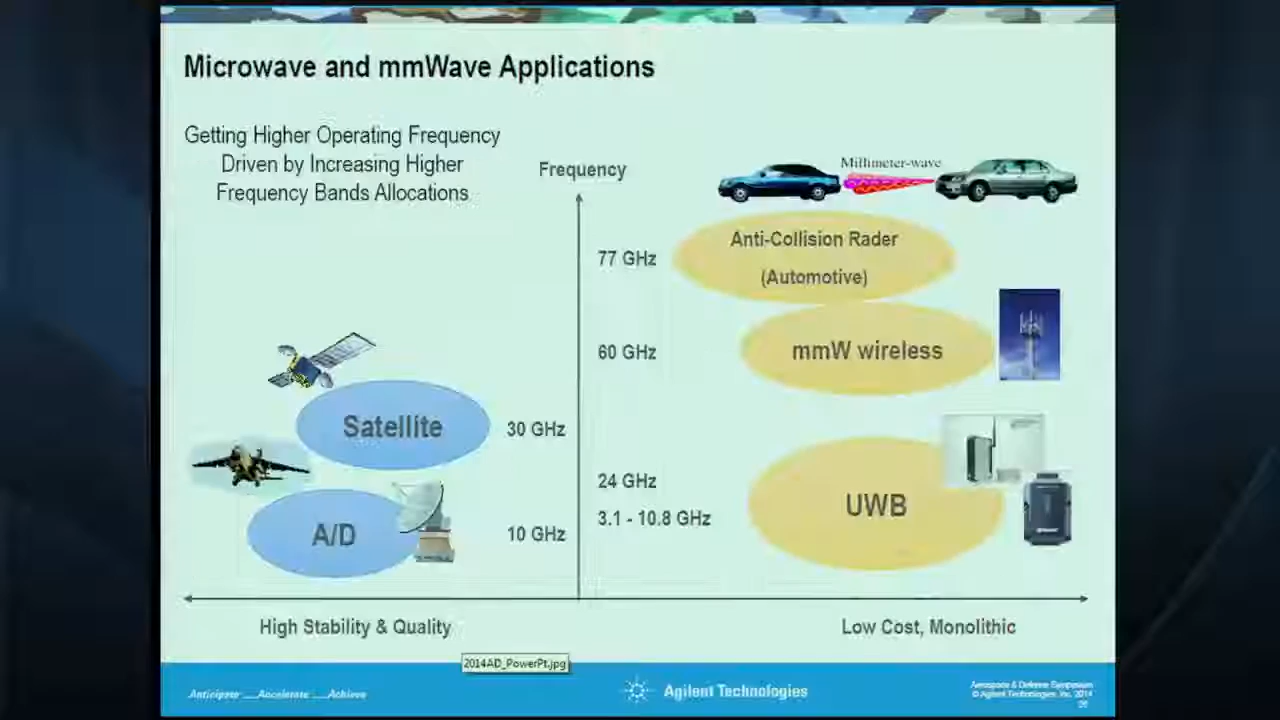 Microwave and mmWave Applications
Getting Higher Operating Frequency
Driven by Increasing Higher
Frequency Bands Allocations
Frequency
Millimeter-wave
77 GHz
Anti-Collision Rader
(Automotive)
60 GHz
mmW wireless
Satellite
30 GHz
24 GHz
UWB
3.1 - 10.8 GHz
A/D
10 GHz
High Stability & Quality
Low Cost, Monolithic
2014AD_PowerPt.jpg
Anticipate ....Accelerate ....Achieve
Agilent Technologies
Aerospace & Defense Symposium
© Agilent Technologies, Inc. 2014